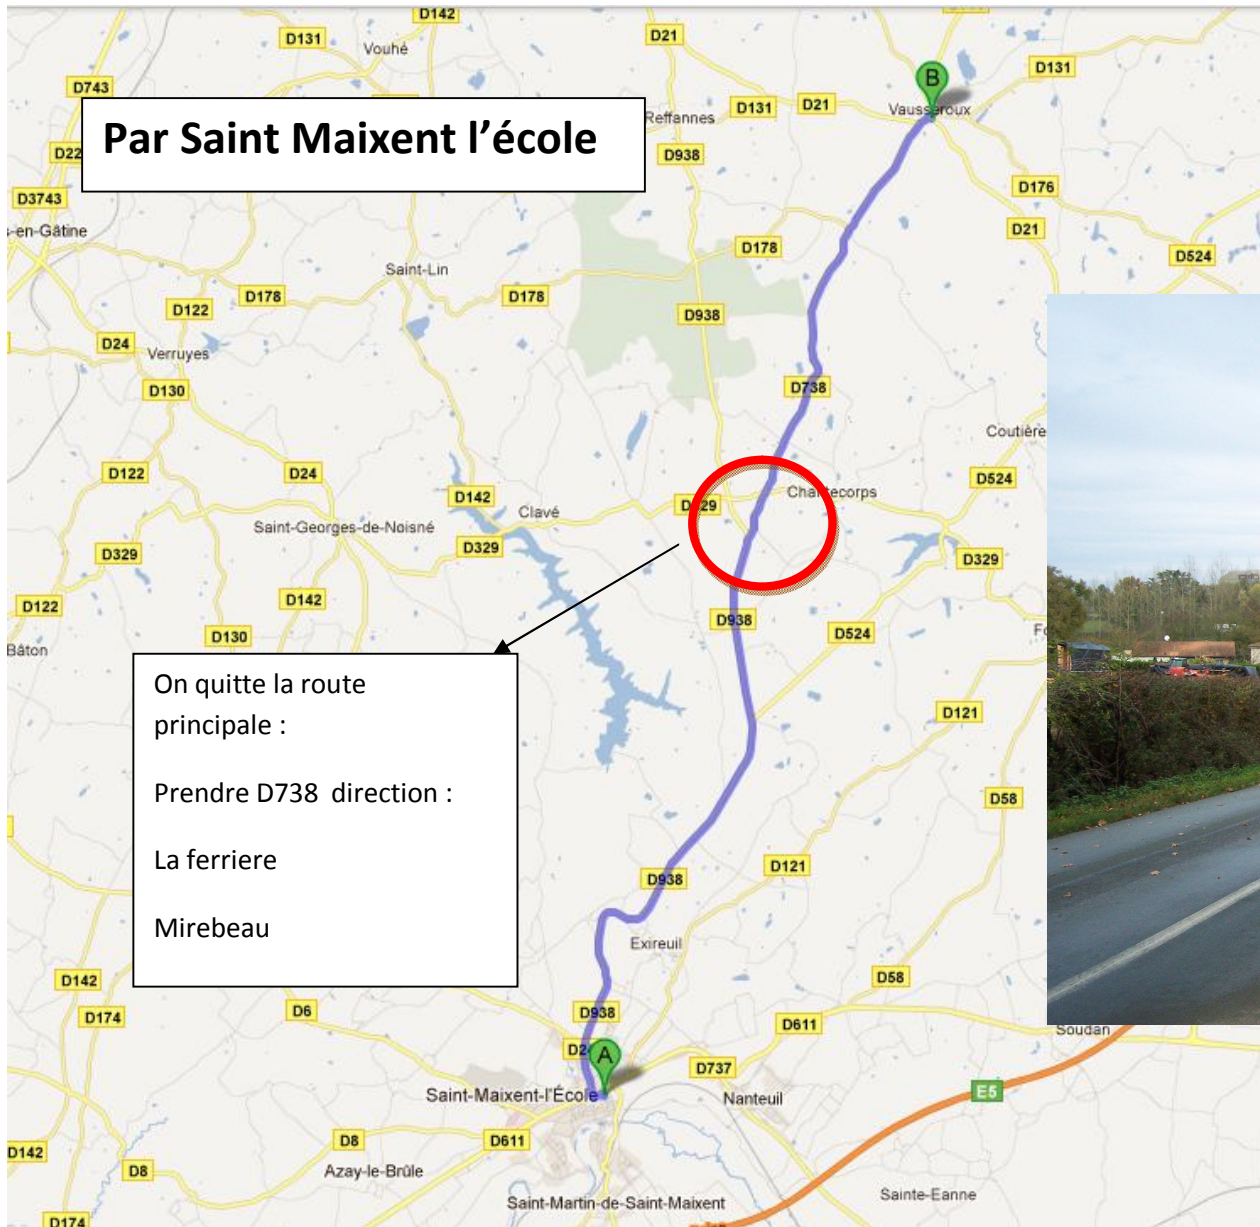 D142
D131
Vouhé
D21
D131
B
D743
Vausseroux
D131
D21
Reffannes
Par Saint Maixent l'école
D22
D938
D3743
D176
-en-Gâtine
D21
D178
D524
Saint-Lin
D178
D178
D122
D938
D24
Verruyes
D130
D738
Coutière
D122
D24
D142
Chantecorps
D524
Clavé
Saint-Georges-de-Noisné
D329
D329
D329
D122
D142
D938
D130
D524
Bâton
On quitte la route
principale :
Prendre D738 direction :
La ferriere
Mirebeau
D121
D58
D121
D938
Exireuil
D142
D58
D174
D6
D938
D611
Soudan
A
D737
Saint-Maixent-l'École
Nanteuil
E5
D8
D611
D142
D8
Azay-le-Brûle
Saint-Martin-de-Saint-Maixent
Sainte-Eanne
D174